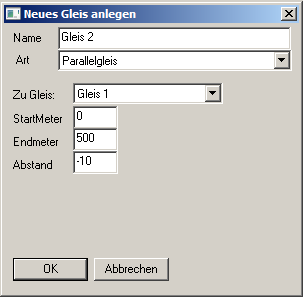 Neues Gleis anlegen
Name Gleis 2
Art Parallelgleis
Zu Gleis: Gleis 1
StartMeter 0
Endmeter 500
Abstand -10
OK Abbrechen